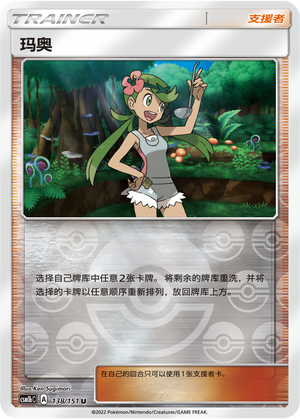 TRAINER
支援者
玛奥
选择自己牌库中任意2张卡牌。将剩余的牌库重洗，并将
选择的卡牌以任意顺序重新排列，放回牌库上方。
Illus. Ken Sugimori
在自己的回合只可以使用1张支援者卡。
CSM1bC A 138/151 U
©2022 Pokémon/Nintendo/Creatures/GAME FREAK.